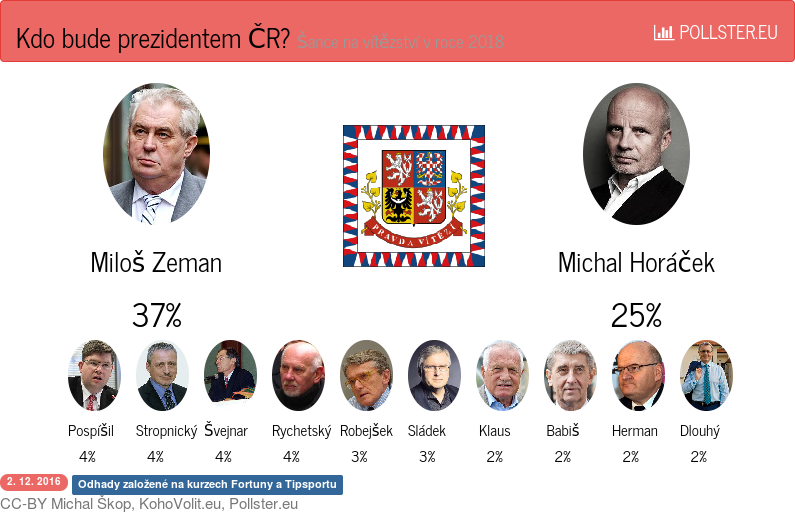 Kdo bude prezidentem ČR? Šance na vítězství v roce 2018
POLLSTER.EU
PRAVDA VÍTĚZÍ
Miloš Zeman
Michal Horáček
37%
25%
Pospíšil Stropnický Švejnar Rychetský Robejšek Sládek Klaus Babiš Herman Dlouhý
4% 4% 4% 4% 3% 3% 2% 2% 2% 2%
2. 12. 2016 Odhady založené na kurzech Fortuny a Tipsportu
CC-BY Michal Škop, KohoVolit.eu, Pollster.eu